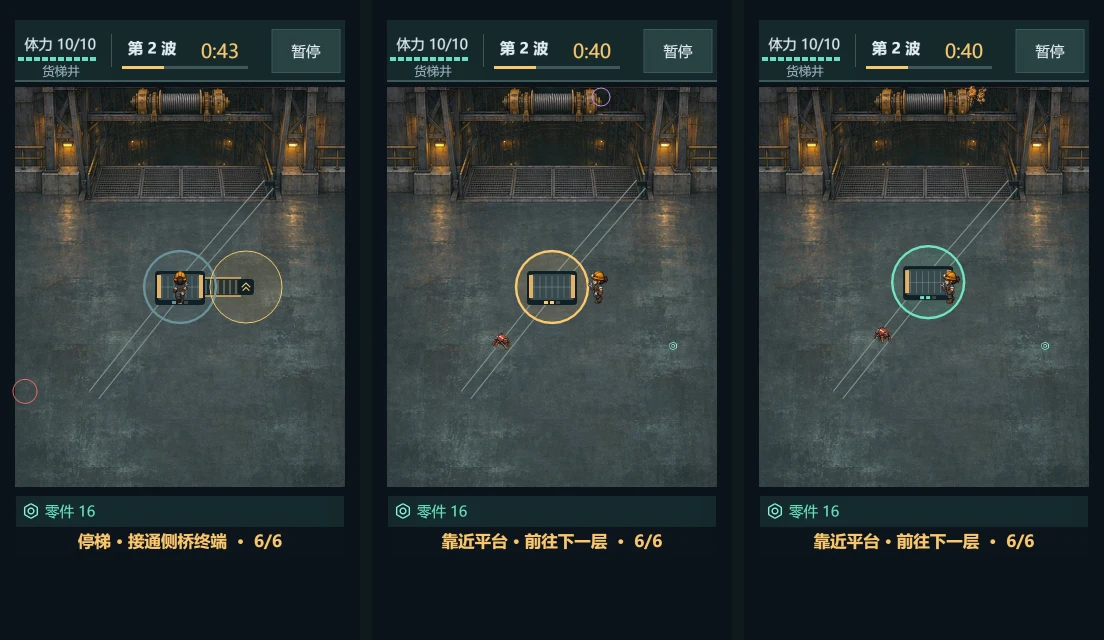 体力 10/10
货梯井
第 2 波
0:43
暂停
零件 16
停梯·接通侧桥终端 · 6/6
体力 10/10
货梯井
第 2 波
0:40
暂停
零件 16
靠近平台·前往下一层 · 6/6
体力 10/10
货梯井
第 2 波
0:40
暂停
零件 16
靠近平台·前往下一层 · 6/6